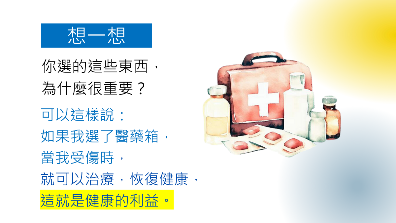 想一想
你選的這些東西，
為什麼很重要？
可以這樣說：
如果我選了醫藥箱，
當我受傷時，
就可以治療，恢復健康，
這就是健康的利益。